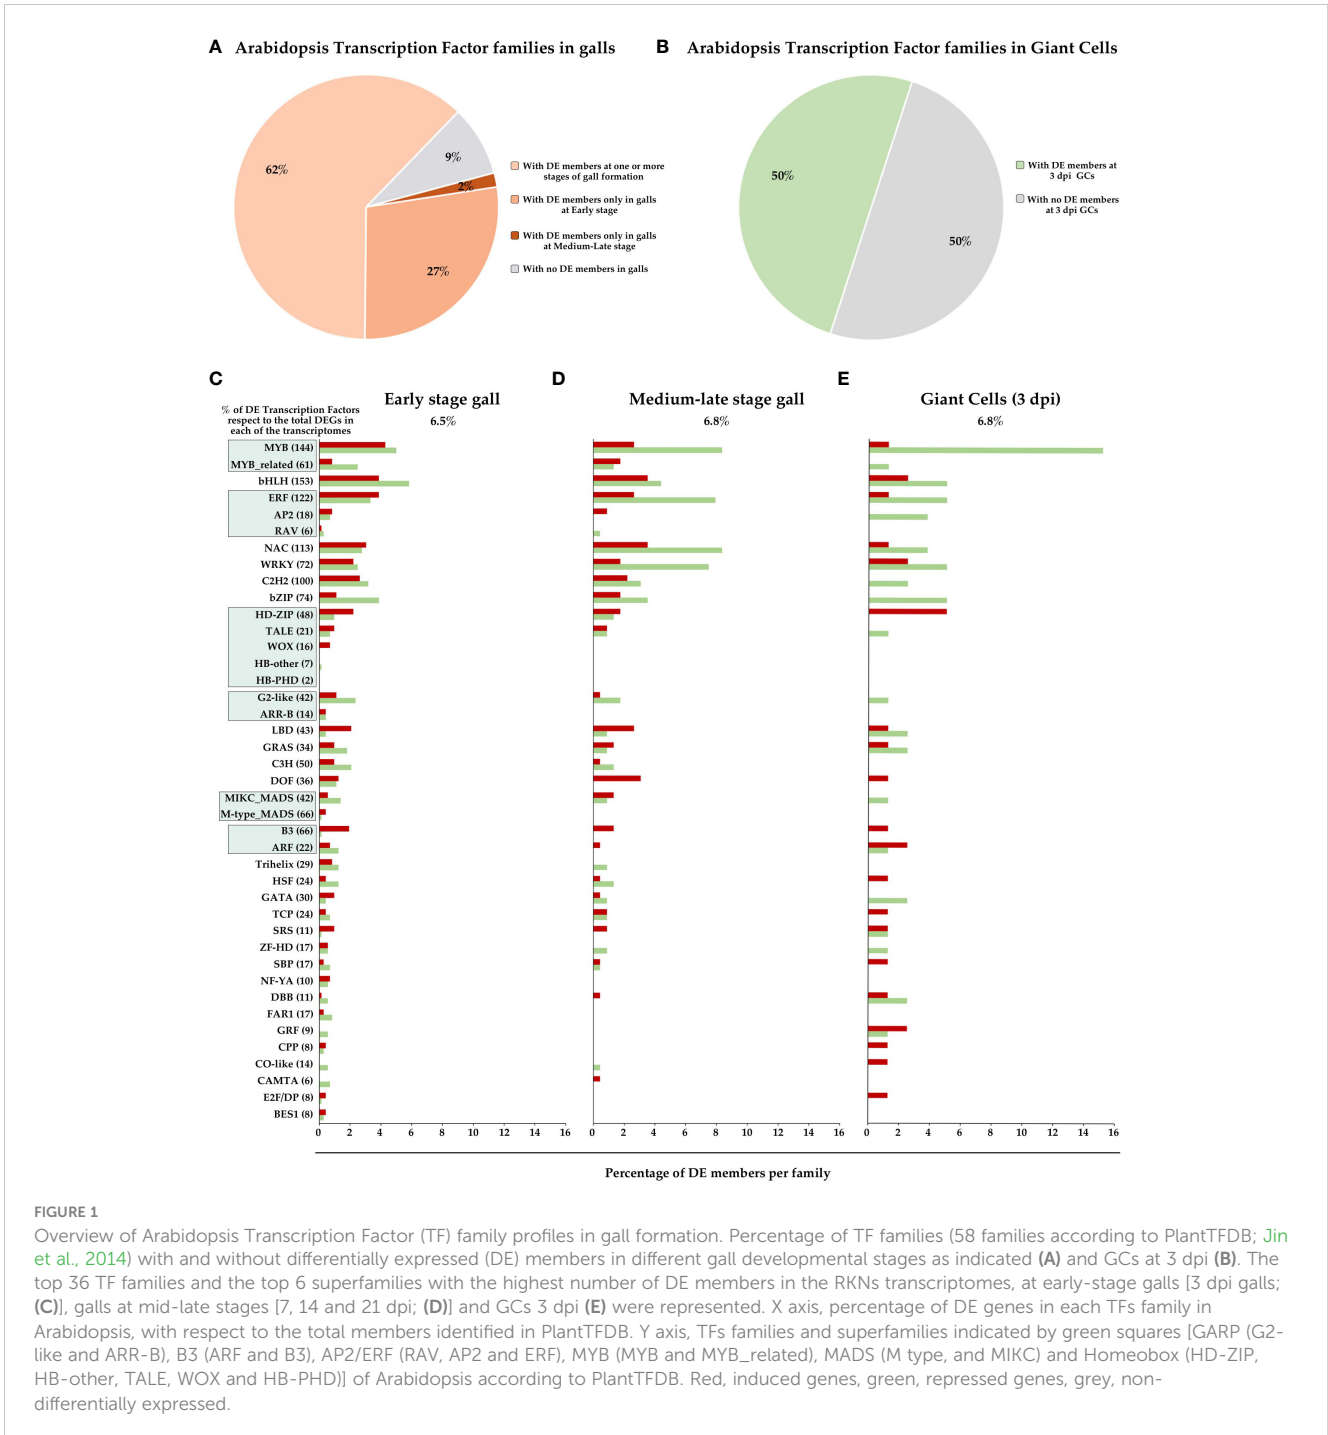 A Arabidopsis Transcription Factor families in galls
B Arabidopsis Transcription Factor families in Giant Cells
62%
9%
2%
27%
With DE members at one or more
stages of gall formation
With DE members only in galls
at Early stage
With DE members only in galls
at Medium-Late stage
With no DE members in galls
50%
50%
With DE members at
3 dpi GCs
With no DE members
at 3 dpi GCs
C
D
E
% of DE Transcription Factors
respect to the total DEGs in
each of the transcriptomes
Early stage gall
6.5%
Medium-late stage gall
6.8%
Giant Cells (3 dpi)
6.8%
MYB (144)
MYB_related (61)
bHLH (153)
ERF (122)
AP2 (18)
RAV (6)
NAC (113)
WRKY (72)
C2H2 (100)
bZIP (74)
HD-ZIP (48)
TALE (21)
WOX (16)
HB-other (7)
HB-PHD (2)
G2-like (42)
ARR-B (14)
LBD (43)
GRAS (34)
C3H (50)
DOF (36)
MIKC_MADS (42)
M-type_MADS (66)
B3 (66)
ARF (22)
Trihelix (29)
HSF (24)
GATA (30)
TCP (24)
SRS (11)
ZF-HD (17)
SBP (17)
NF-YA (10)
DBB (11)
FAR1 (17)
GRF (9)
CPP (8)
CO-like (14)
CAMTA (6)
E2F/DP (8)
BES1 (8)
0 2 4 6 8 10 12 14 16
0 2 4 6 8 10 12 14 16
0 2 4 6 8 10 12 14 16
Percentage of DE members per family
FIGURE 1
Overview of Arabidopsis Transcription Factor (TF) family profiles in gall formation. Percentage of TF families (58 families according to PlantTFDB; Jin
et al., 2014) with and without differentially expressed (DE) members in different gall developmental stages as indicated (A) and GCs at 3 dpi (B). The
top 36 TF families and the top 6 superfamilies with the highest number of DE members in the RKNs transcriptomes, at early-stage galls [3 dpi galls;
(C)], galls at mid-late stages [7, 14 and 21 dpi; (D)] and GCs 3 dpi (E) were represented. X axis, percentage of DE genes in each TFs family in
Arabidopsis, with respect to the total members identified in PlantTFDB. Y axis, TFs families and superfamilies indicated by green squares [GARP (G2-
like and ARR-B), B3 (ARF and B3), AP2/ERF (RAV, AP2 and ERF), MYB (MYB and MYB_related), MADS (M type, and MIKC) and Homeobox (HD-ZIP,
HB-other, TALE, WOX and HB-PHD)] of Arabidopsis according to PlantTFDB. Red, induced genes, green, repressed genes, grey, non-
differentially expressed.